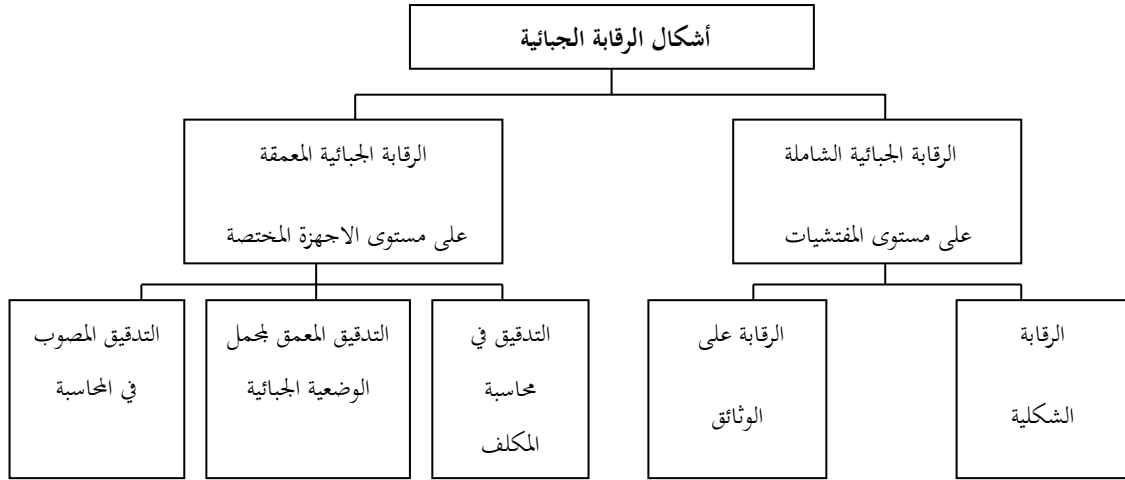 أشكال الرقابة الجبائية
الرقابة الجبائية الشاملة
على مستوى المفتشيات
الرقابة الجبائية المعمقة
على مستوى الاجهزة المختصة
الرقابة
الشكلية
الرقابة على
الوثائق
التدقيق في
محاسبة
المكلف
التدقيق المعمق لمجمل
الوضعية الجبائية
التدقيق المصوب
في المحاسبة